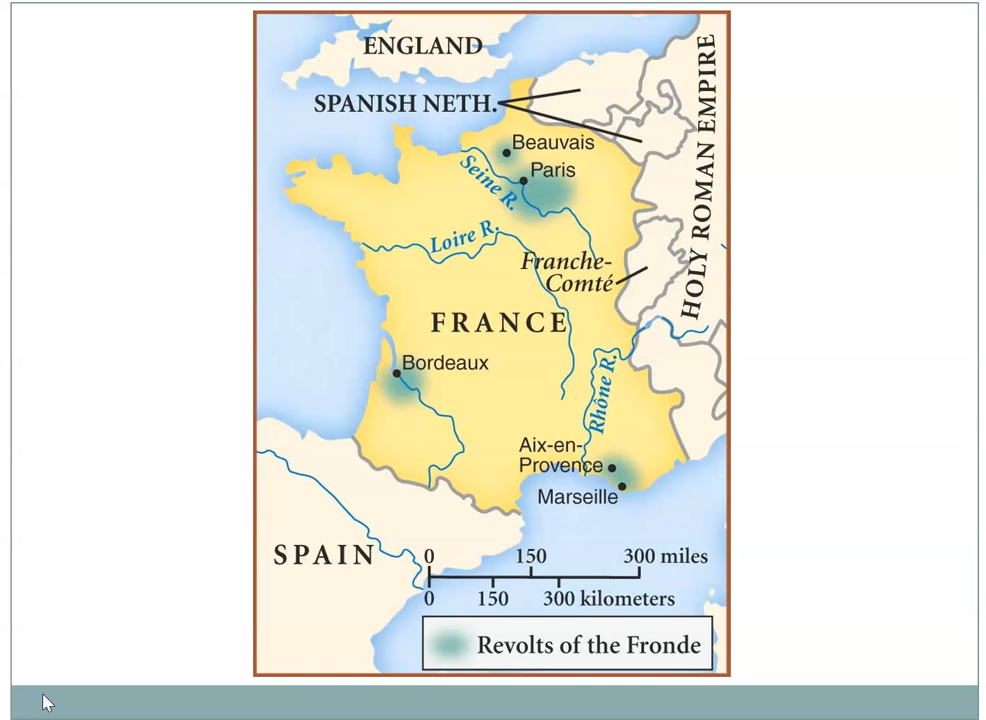 ENGLAND
SPANISH NETH.
HOLY ROMAN EMPIRE
Beauvais
Paris
Seine R.
Loire R.
Franche-
Comté
FRANCE
Bordeaux
Rhône R.
Aix-en-
Provence
Marseille
SPAIN
0 150 300 miles
0 150 300 kilometers
Revolts of the Fronde